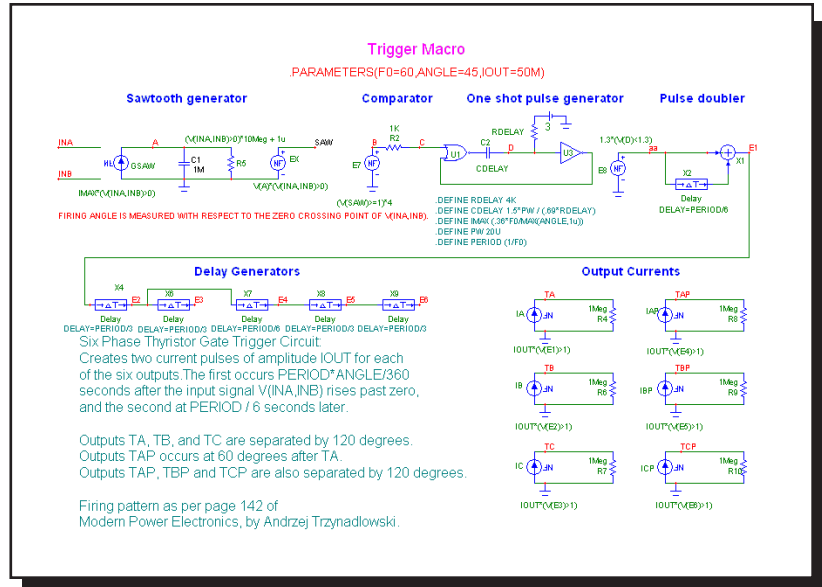 Trigger Macro
.PARAMETERS(F0=60,ANGLE=45,IOUT=50M)
Sawtooth generator
Comparator
One shot pulse generator
Pulse doubler
INA
A
(V(INA,INB)>0)*10Meg + 1u
SAW
GSAW
C1
1M
R5
NF
EX
INB
IMAX*(V(INA,INB)>0)
V(A)*(V(INA,INB)>0)
FIRING ANGLE IS MEASURED WITH RESPECT TO THE ZERO CROSSING POINT OF V(INA,INB).
1K
R2
B
C
E7
NF
(V(SAW)>=1)*4
3
RDELAY
C2
D
U1
U3
CDELAY
.DEFINE RDELAY 4K
.DEFINE CDELAY 1.5*PW / (.69*RDELAY)
.DEFINE IMAX (.36*F0/MAX(ANGLE,1u))
.DEFINE PW 20U
.DEFINE PERIOD (1/F0)
1.3*(V(D)<1.3)
aa
E1
E8
NF
X1
X2
Delay
DELAY=PERIOD/6
Delay Generators
X4
E2
X6
E3
X7
E4
X8
E5
X9
E6
Delay
DELAY=PERIOD/3
Delay
DELAY=PERIOD/3
Delay
DELAY=PERIOD/6
Delay
DELAY=PERIOD/3
Delay
DELAY=PERIOD/3
Six Phase Thyristor Gate Trigger Circuit:
Creates two current pulses of amplitude IOUT for each
of the six outputs.The first occurs PERIOD*ANGLE/360
seconds after the input signal V(INA,INB) rises past zero,
and the second at PERIOD / 6 seconds later.
Outputs TA, TB, and TC are separated by 120 degrees.
Outputs TAP occurs at 60 degrees after TA.
Outputs TAP, TBP and TCP are also separated by 120 degrees.
Firing pattern as per page 142 of
Modern Power Electronics, by Andrzej Trzynadlowski.
Output Currents
TA
IA
NF
1Meg
R4
IOUT*(V(E1)>1)
TAP
IAP
NF
1Meg
R8
IOUT*(V(E4)>1)
TB
IB
NF
1Meg
R6
IOUT*(V(E2)>1)
TBP
IBP
NF
1Meg
R9
IOUT*(V(E5)>1)
TC
IC
NF
1Meg
R7
IOUT*(V(E3)>1)
TCP
ICP
NF
1Meg
R10
IOUT*(V(E6)>1)